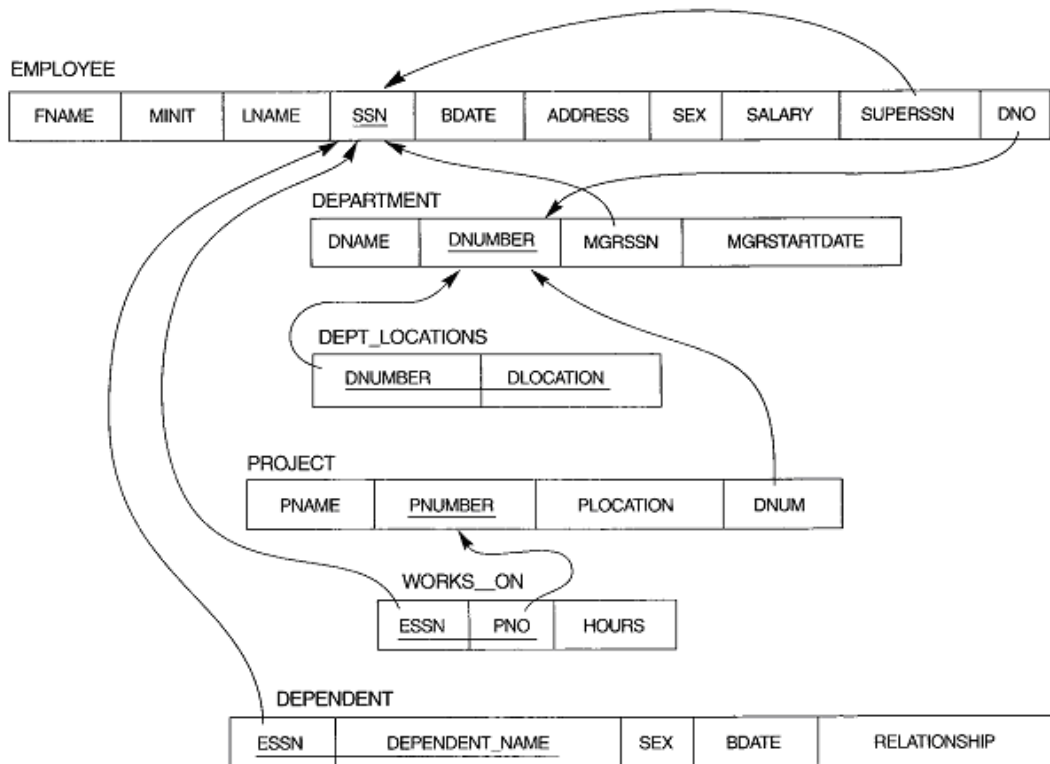 EMPLOYEE
FNAME MINIT LNAME SSN BDATE ADDRESS SEX SALARY SUPERSSN DNO
DEPARTMENT
DNAME DNUMBER MGRSSN MGRSTARTDATE
DEPT_LOCATIONS
DNUMBER DLOCATION
PROJECT
PNAME PNUMBER PLOCATION DNUM
WORKS__ON
ESSN PNO HOURS
DEPENDENT
ESSN DEPENDENT_NAME SEX BDATE RELATIONSHIP